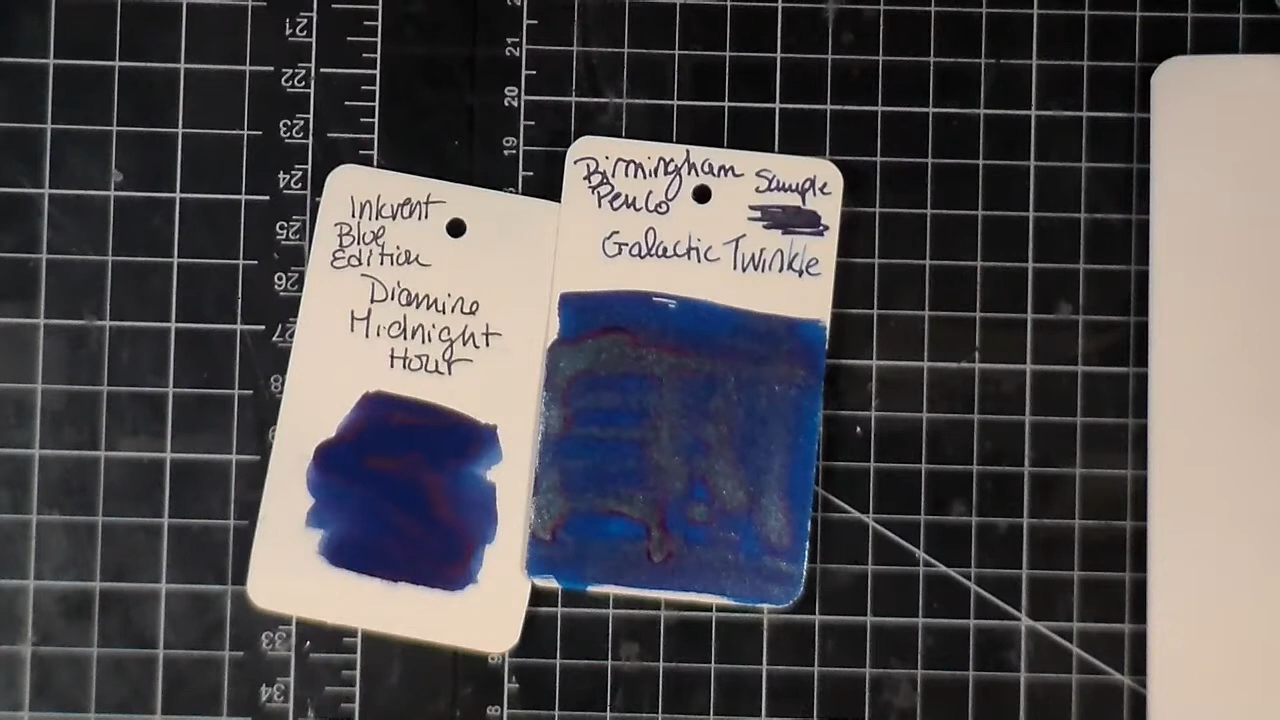 Inkvent
Blue
Edition
Diamine
Midnight
Hour
Birmingham
Pen Co
Sample
Galactic Twinkle
21
22
23
24
25
26
27
33
34
21
20
19